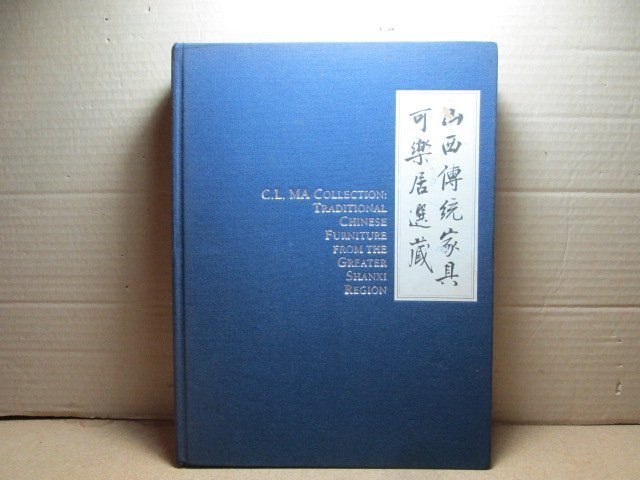 山西傳統家具
可樂居選藏
C.L. MA COLLECTION:
TRADITIONAL
CHINESE
FURNITURE
FROM THE
GREATER
SHANXI
REGION